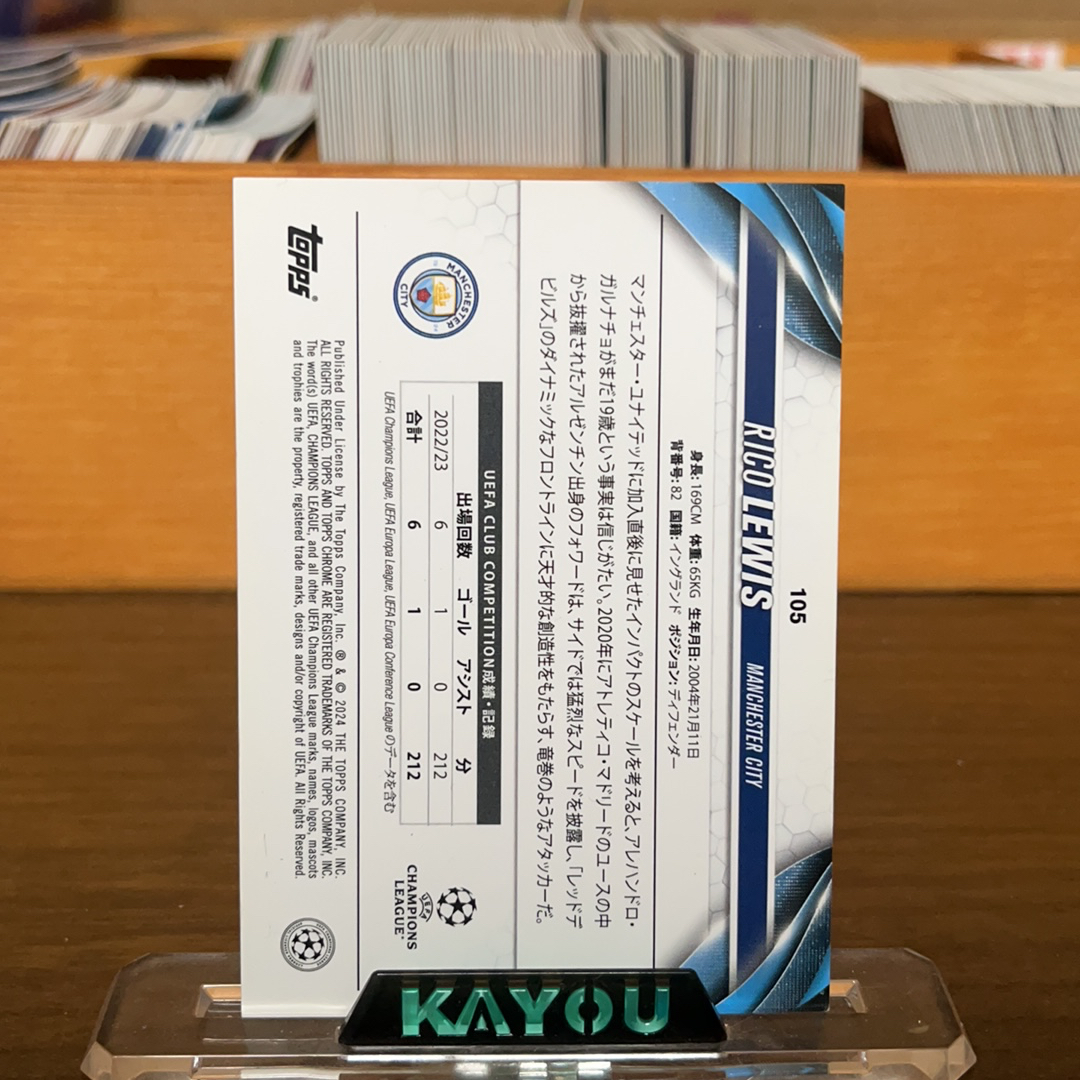 105
RICO LEWIS
MANCHESTER CITY
身長: 169CM 体重: 65KG 生年月日: 2004年21月11日
背番号: 82 国籍: イングランド ポジション: ディフェンダー
マンチェスター・ユナイテッドに加入直後に見せたインパクトのスケールを考えると、アレハンドロ・
ガルナチョがまだ19歳という事実は信じがたい。2020年にアトレティコ・マドリードのユースの中
から抜擢されたアルゼンチン出身のフォワードは、サイドでは猛烈なスピードを披露し、「レッドデ
ビルズ」のダイナミックなフロントラインに天才的な創造性をもたらす、竜巻のようなアタッカーだ。
MANCHESTER
CITY
UEFA CLUB COMPETITION成績・記録
出場回数 ゴール アシスト 分
2022/23 6 1 0 212
合計 6 1 0 212
UEFA Champions League, UEFA Europa League, UEFA Europa Conference League のデータを含む
UEFA
CHAMPIONS
LEAGUE
topps®
Published Under License by The Topps Company, Inc. ® & © 2024 THE TOPPS COMPANY, INC.
ALL RIGHTS RESERVED. TOPPS AND TOPPS CHROME ARE REGISTERED TRADEMARKS OF THE TOPPS COMPANY, INC.
The word(s) UEFA, CHAMPIONS LEAGUE, and all other UEFA Champions League marks, names, logos, mascots
and trophies are the property, registered trade marks, designs and/or copyright of UEFA. All Rights Reserved.
KAYOU